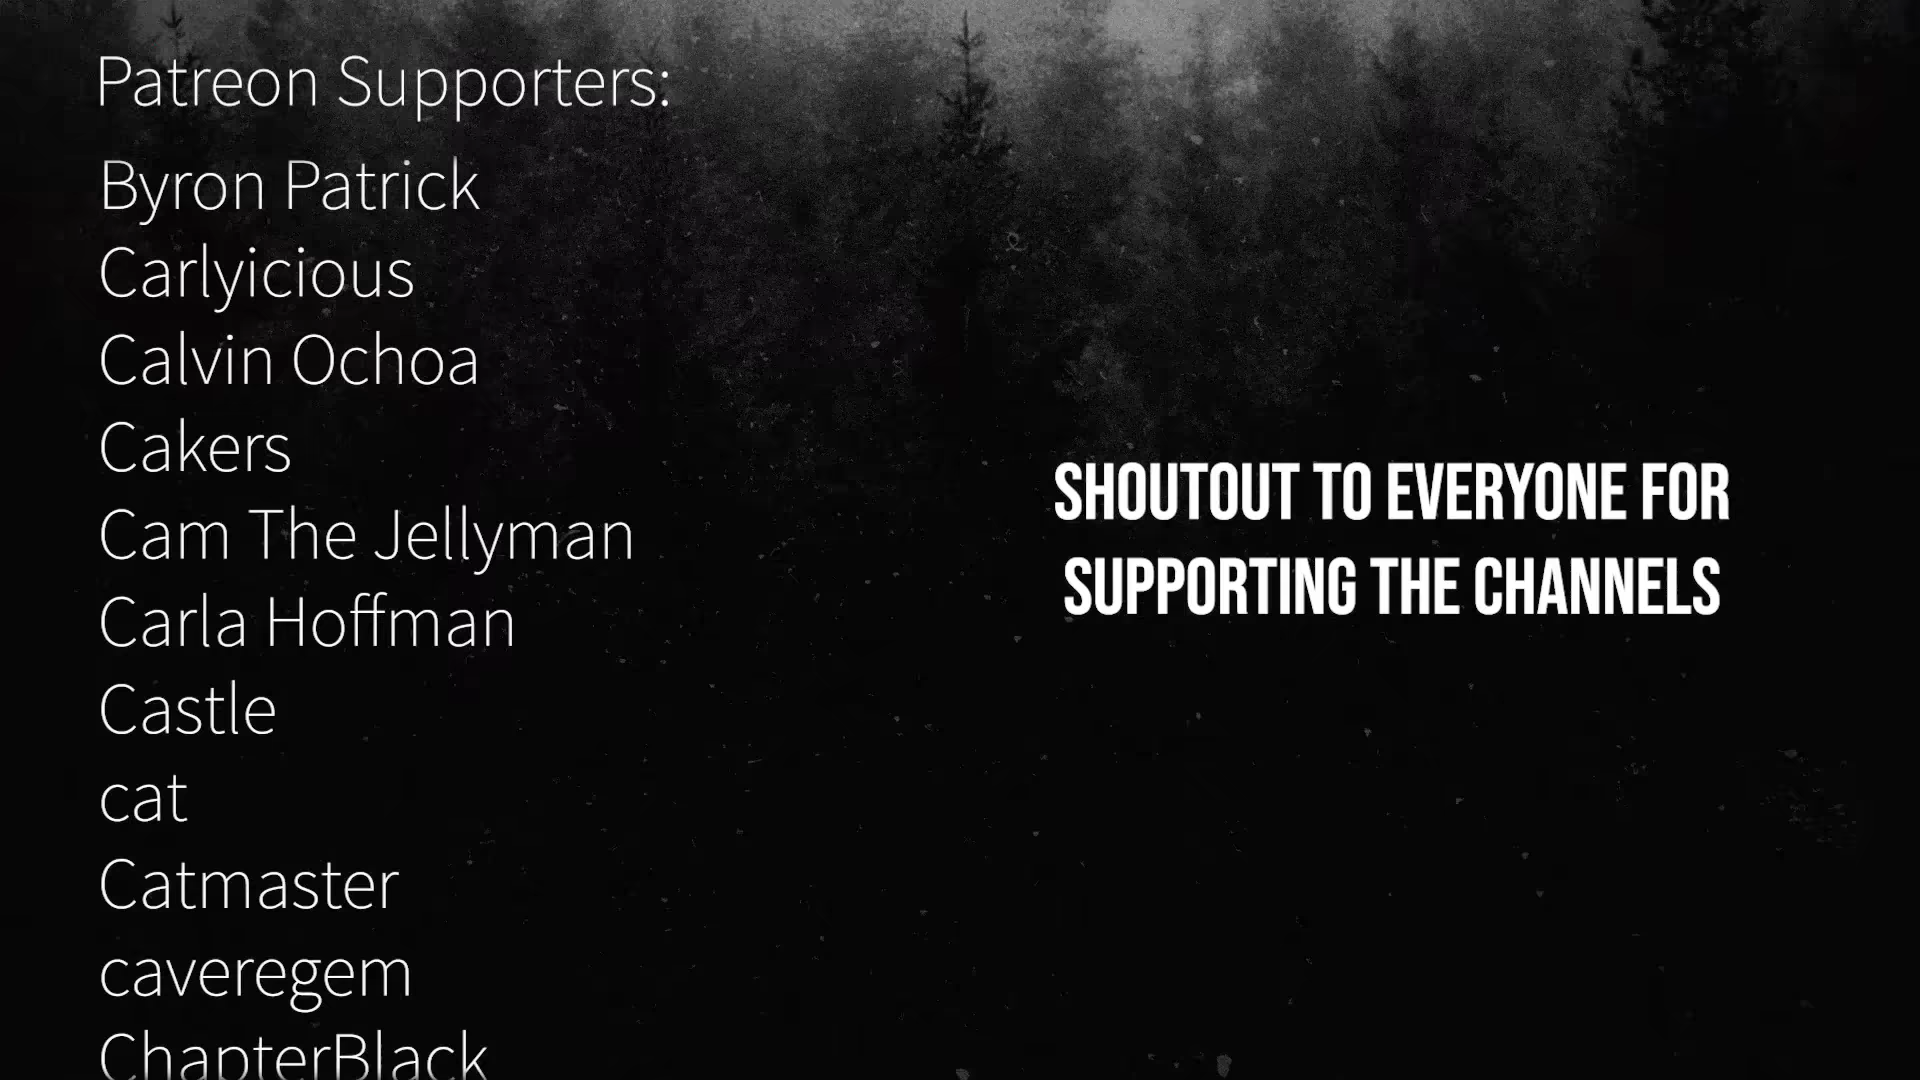 Patreon Supporters:
Byron Patrick
Carlyicious
Calvin Ochoa
Cakers
Cam The Jellyman
Carla Hoffman
Castle
cat
Catmaster
caveregem
ChapterBlack
SHOUTOUT TO EVERYONE FOR
SUPPORTING THE CHANNELS